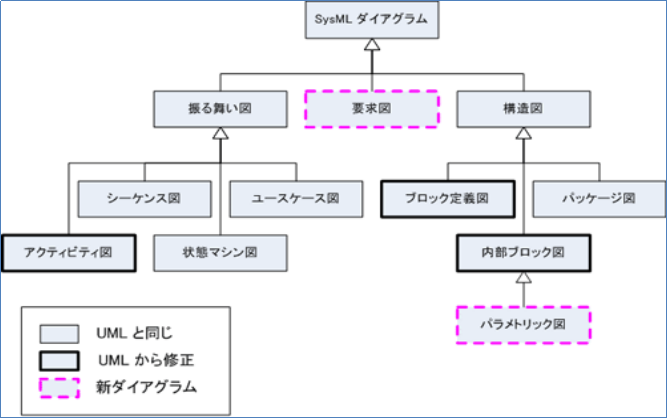 SysML ダイアグラム
振る舞い図
要求図
構造図
シーケンス図
ユースケース図
ブロック定義図
パッケージ図
アクティビティ図
状態マシン図
内部ブロック図
パラメトリック図
UML と同じ
UML から修正
新ダイアグラム